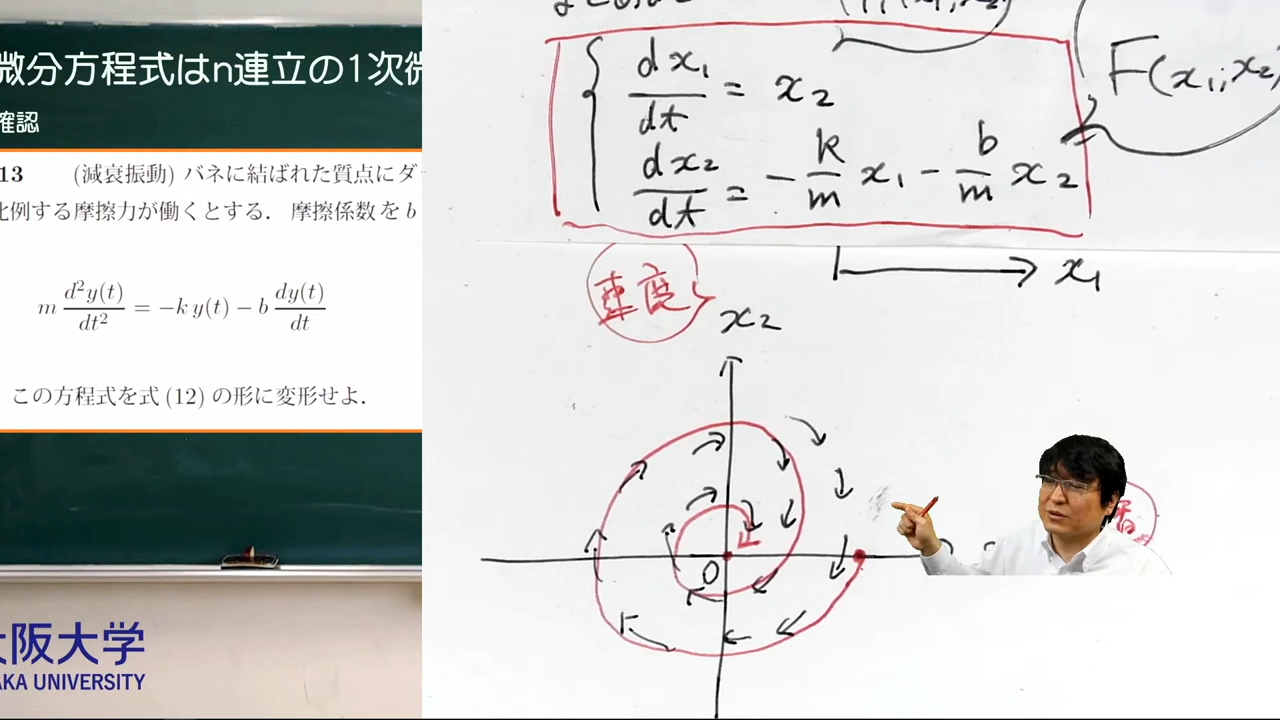 微分方程式はn連立の1次微
確認
13 (減衰振動) バネに結ばれた質点にダ
比例する摩擦力が働くとする. 摩擦係数を b
m d²y(t)/dt² = −k y(t) − b dy(t)/dt
この方程式を式 (12) の形に変形せよ.
大阪大学
AKA UNIVERSITY
dx₁/dt = x₂
dx₂/dt = − k/m x₁ − b/m x₂
F(x₁, x₂)
x₁
速度
x₂
0